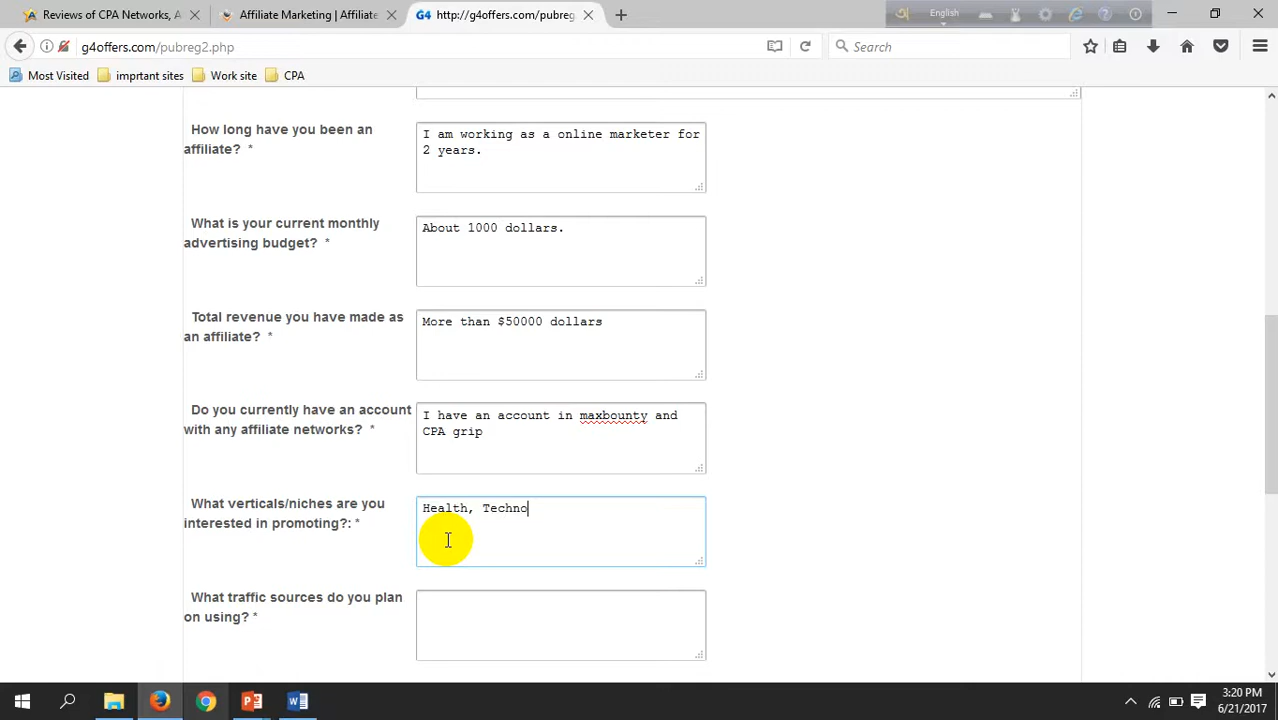 Reviews of CPA Networks, A
Affiliate Marketing | Affiliate
G4 http://g4offers.com/pubreg
English
g4offers.com/pubreg2.php
Search
Most Visited
imprtant sites
Work site
CPA
How long have you been an
affiliate? *
I am working as a online marketer for
2 years.
What is your current monthly
advertising budget? *
About 1000 dollars.
Total revenue you have made as
an affiliate? *
More than $50000 dollars
Do you currently have an account
with any affiliate networks? *
I have an account in maxbounty and
CPA grip
What verticals/niches are you
interested in promoting?: *
Health, Techno
What traffic sources do you plan
on using? *
3:20 PM
6/21/2017